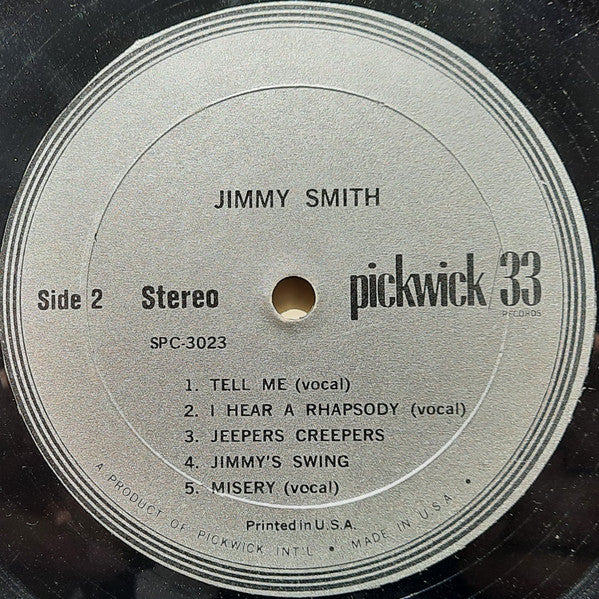 JIMMY SMITH
Side 2 Stereo pickwick/33
RECORDS
SPC-3023
1. TELL ME (vocal)
2. I HEAR A RHAPSODY (vocal)
3. JEEPERS CREEPERS
4. JIMMY'S SWING
5. MISERY (vocal)
Printed in U.S.A.
A PRODUCT OF PICKWICK INT'L • MADE IN U.S.A. •